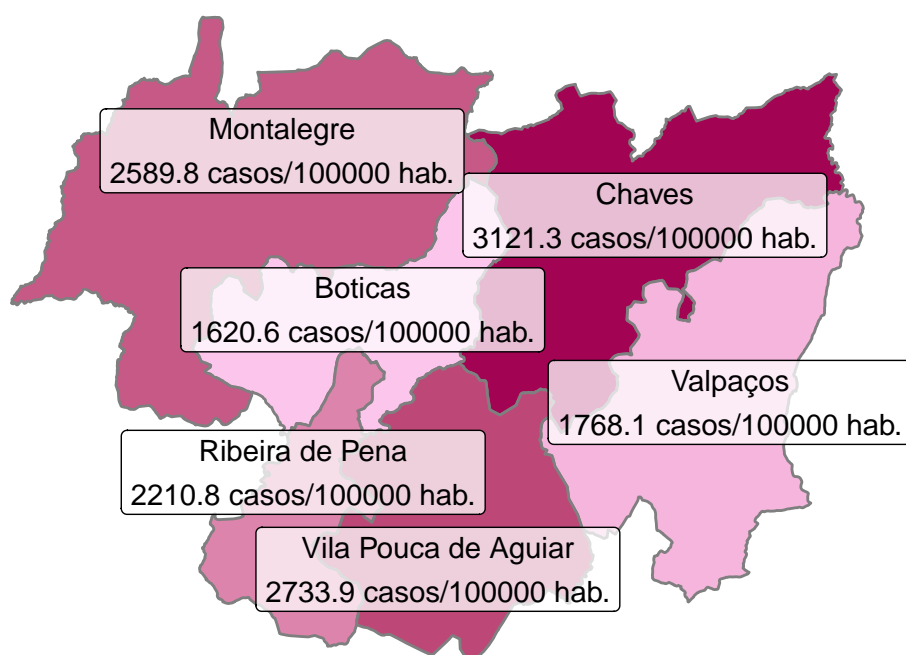 Montalegre
2589.8 casos/100000 hab.
Chaves
3121.3 casos/100000 hab.
Boticas
1620.6 casos/100000 hab.
Valpaços
1768.1 casos/100000 hab.
Ribeira de Pena
2210.8 casos/100000 hab.
Vila Pouca de Aguiar
2733.9 casos/100000 hab.